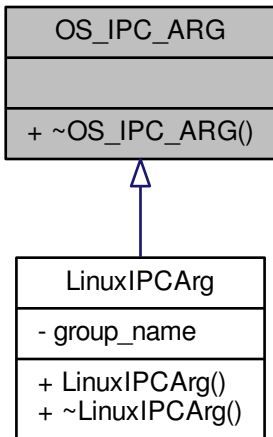 OS_IPC_ARG
+ ~OS_IPC_ARG()
LinuxIPCArg
- group_name
+ LinuxIPCArg()
+ ~LinuxIPCArg()